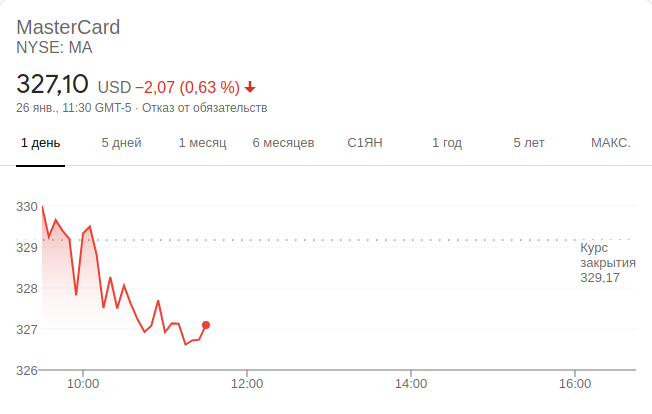 MasterCard
NYSE: MA
327,10 USD −2,07 (0,63 %)
26 янв., 11:30 GMT-5 · Отказ от обязательств
1 день 5 дней 1 месяц 6 месяцев С1ЯН 1 год 5 лет МАКС.
330
329
Курс
закрытия
329,17
328
327
326
10:00 12:00 14:00 16:00